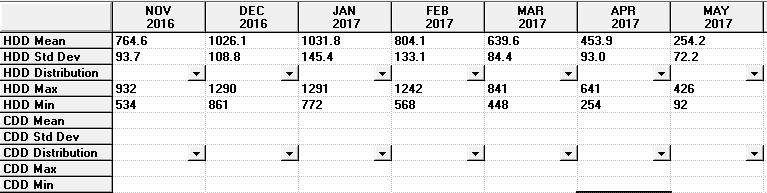 NOV DEC JAN FEB MAR APR MAY
2016 2016 2017 2017 2017 2017 2017
HDD Mean 764.6 1026.1 1031.8 804.1 639.6 453.9 254.2
HDD Std Dev 93.7 108.8 145.4 133.1 84.4 93.0 72.2
HDD Distribution
HDD Max 932 1290 1291 1242 841 641 426
HDD Min 534 861 772 568 448 254 92
CDD Mean
CDD Std Dev
CDD Distribution
CDD Max
CDD Min